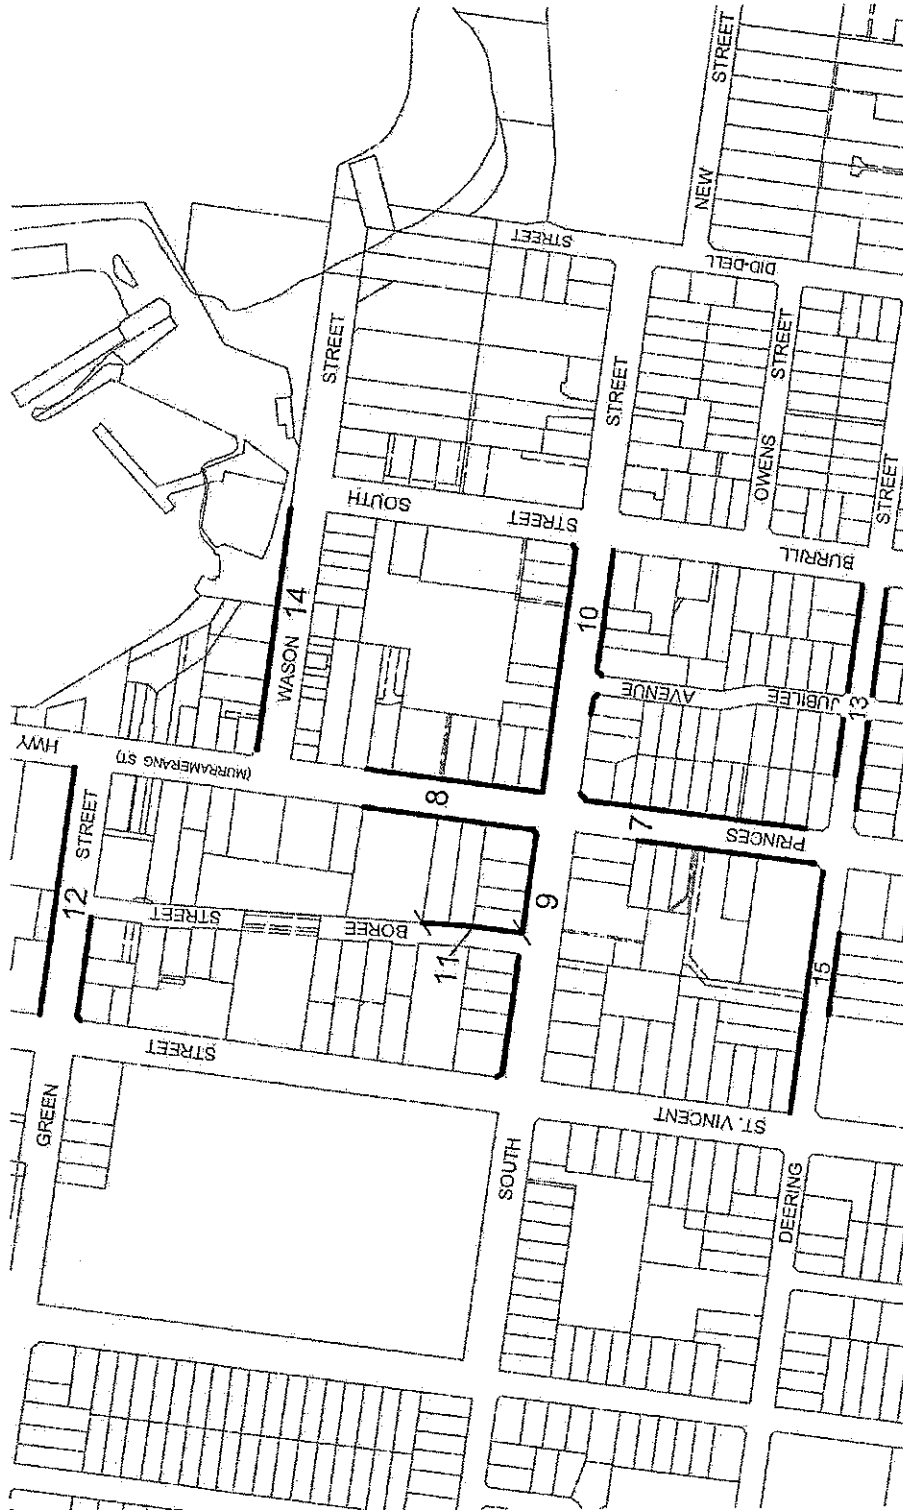 NEW
STREET
STREET
DID-DELL
STREET
STREET
OWENS
STREET
STREET
SOUTH
STREET
BURRILL
WASON
14
10
HWY
(MURRAMERANG ST)
8
AVENUE
JUBILEE
13
7
PRINCES
STREET
12
STREET
BOREE
11
9
15
STREET
GREEN
ST. VINCENT
SOUTH
DEERING